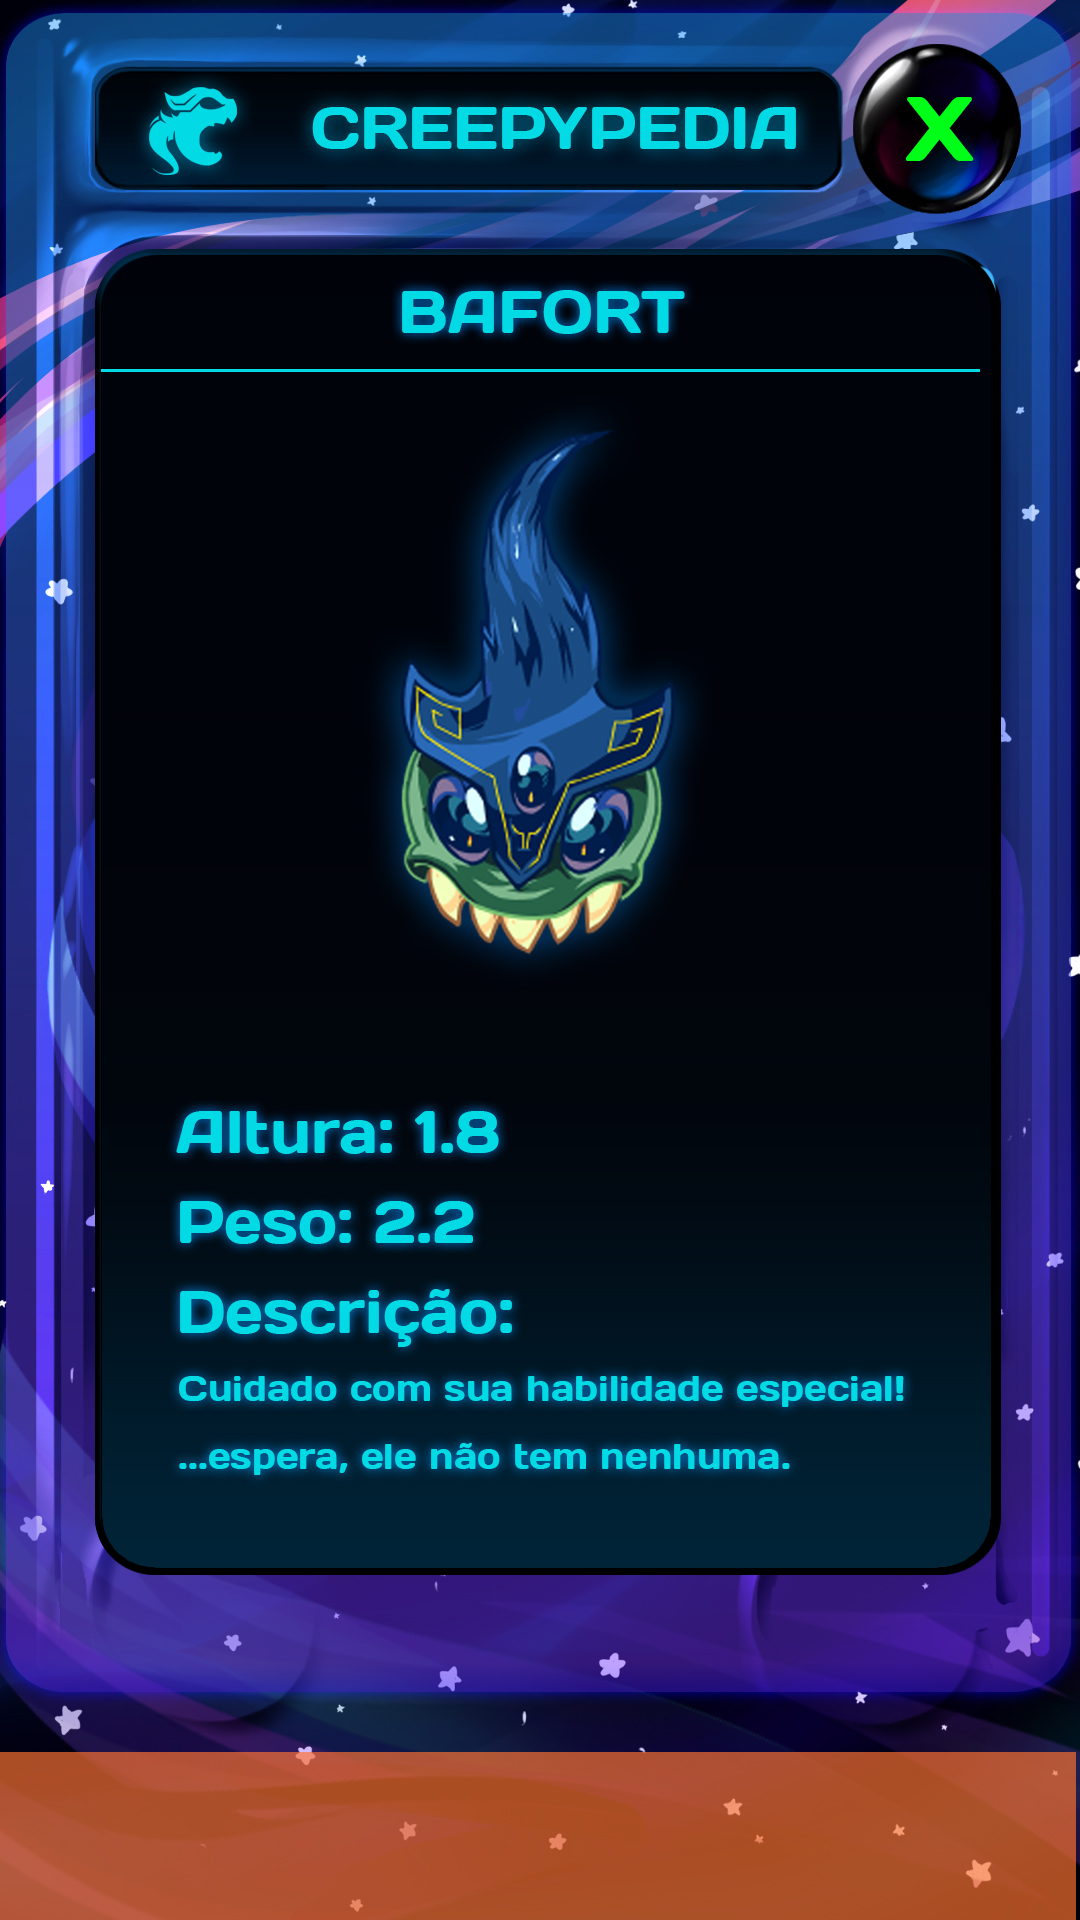 CREEPYPEDIA
X
BAFORT
Altura: 1.8
Peso: 2.2
Descrição:
Cuidado com sua habilidade especial!
...espera, ele não tem nenhuma.